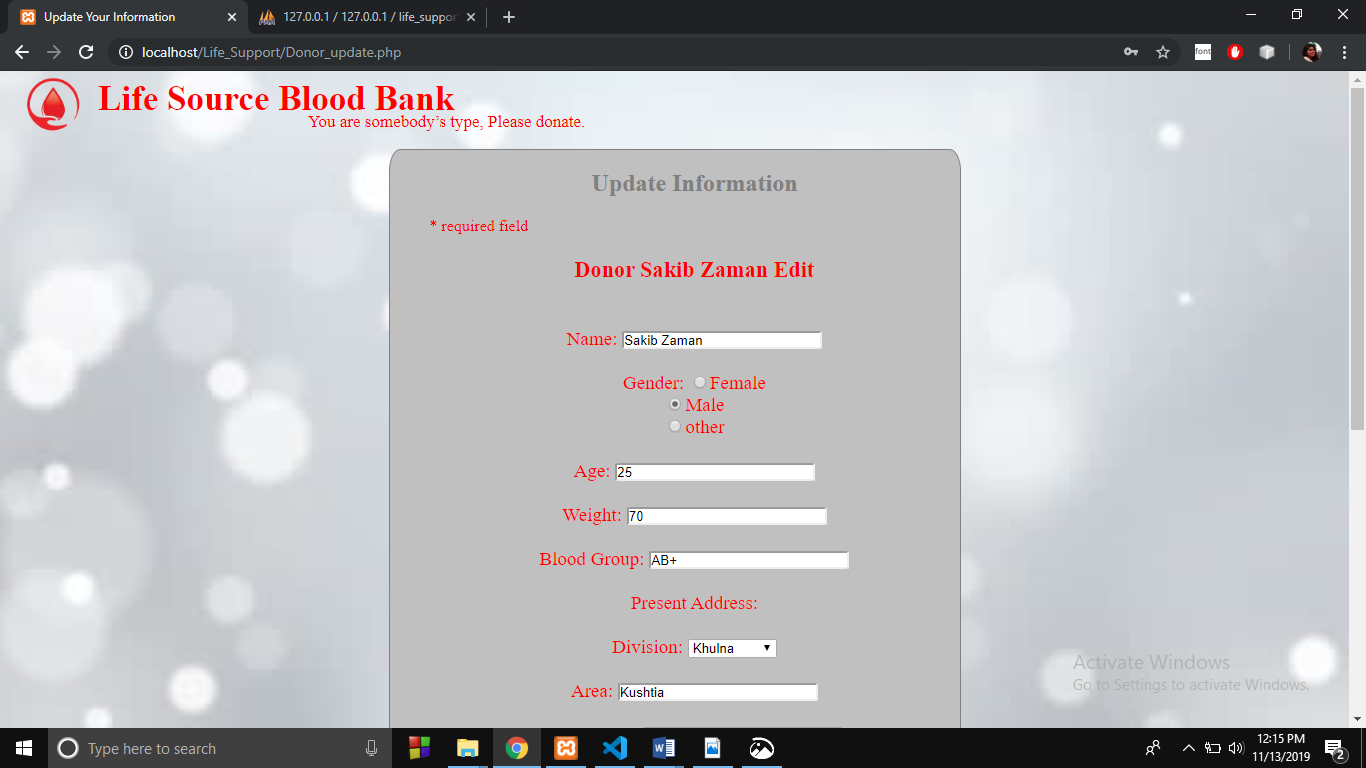 Update Your Information
127.0.0.1 / 127.0.0.1 / life_suppor
localhost/Life_Support/Donor_update.php
font
Life Source Blood Bank
You are somebody’s type, Please donate.
Update Information
* required field
Donor Sakib Zaman Edit
Name: Sakib Zaman
Gender: Female
Male
other
Age: 25
Weight: 70
Blood Group: AB+
Present Address:
Division: Khulna
Area: Kushtia
Activate Windows
Go to Settings to activate Windows.
Type here to search
12:15 PM
11/13/2019
2